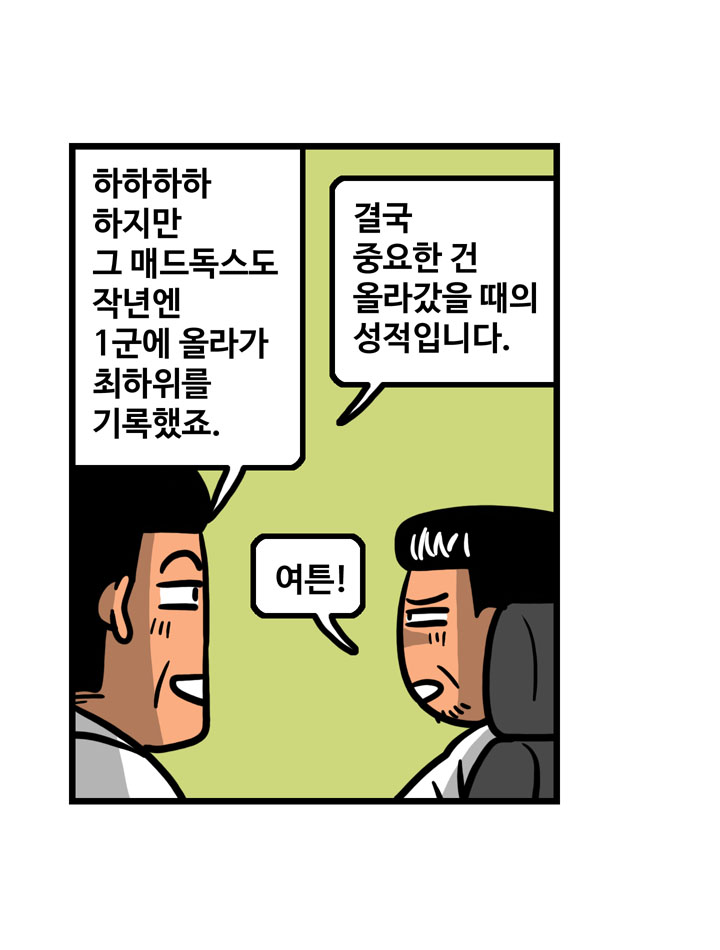 하하하하
하지만
그 매드독스도
작년엔
1군에 올라가
최하위를
기록했죠.
결국
중요한 건
올라갔을 때의
성적입니다.
여튼!